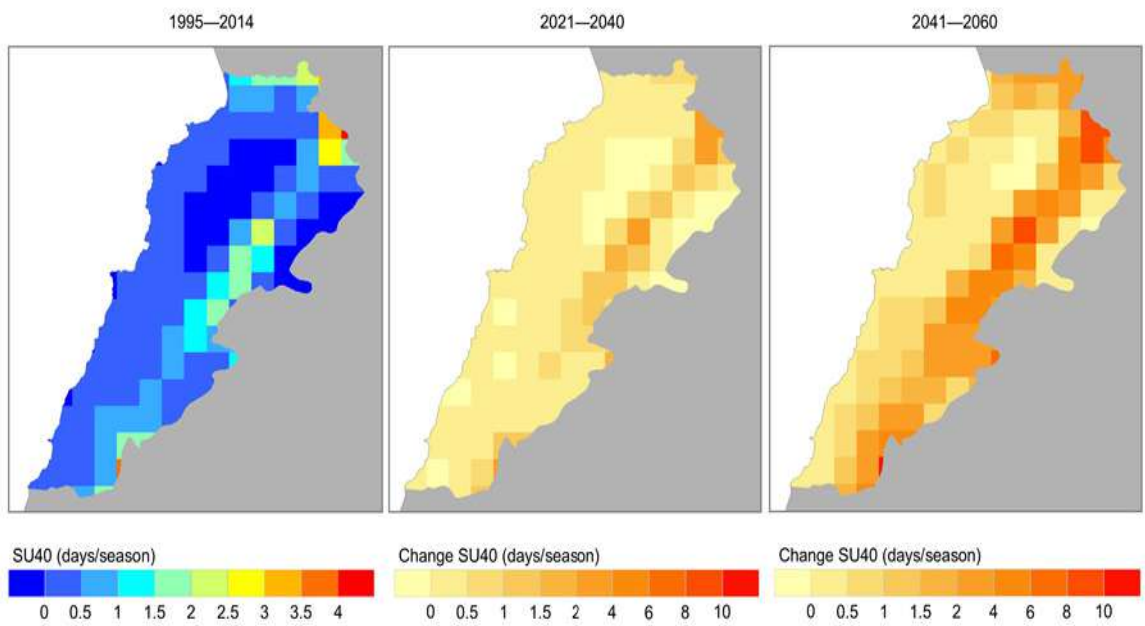 1995—2014
2021—2040
2041—2060
SU40 (days/season)
0 0.5 1 1.5 2 2.5 3 3.5 4
Change SU40 (days/season)
0 0.5 1 1.5 2 4 6 8 10
Change SU40 (days/season)
0 0.5 1 1.5 2 4 6 8 10